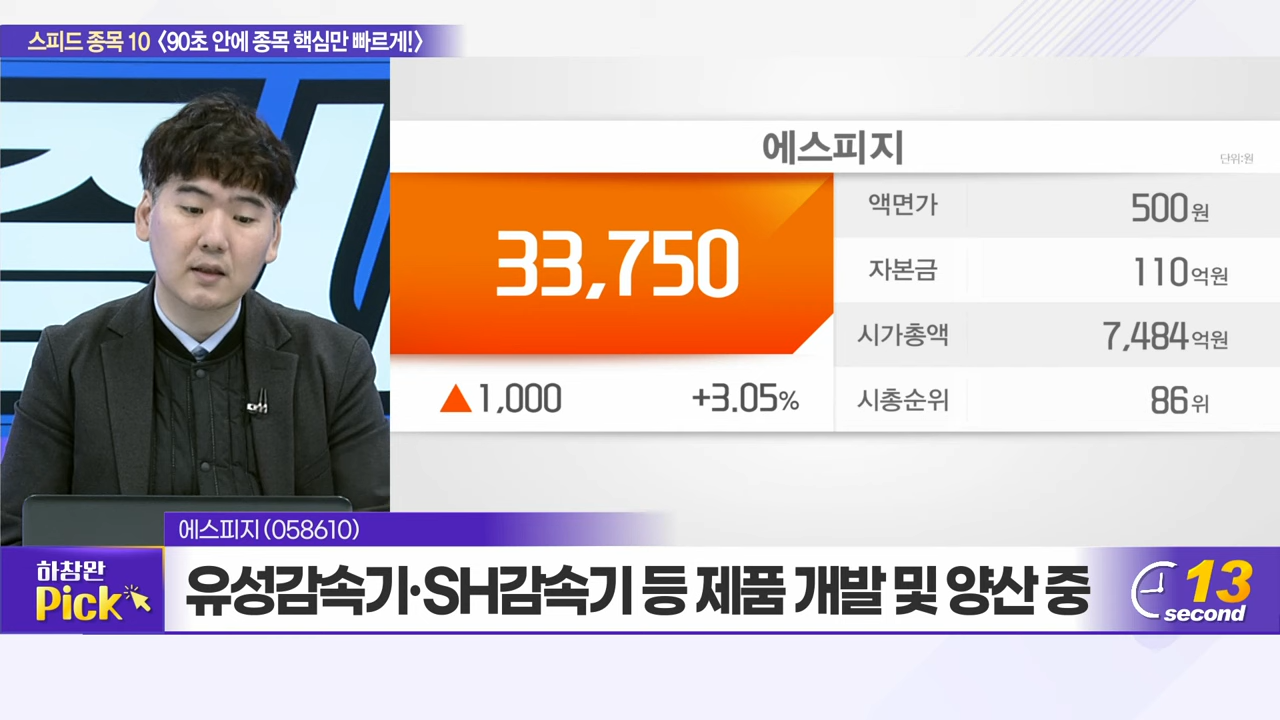 스피드 종목 10 〈90초 안에 종목 핵심만 빠르게!〉
에스피지
단위:원
33,750
▲1,000 +3.05%
액면가 500원
자본금 110억원
시가총액 7,484억원
시총순위 86위
에스피지(058610)
하창완
Pick
유성감속기·SH감속기 등 제품 개발 및 양산 중
13
second